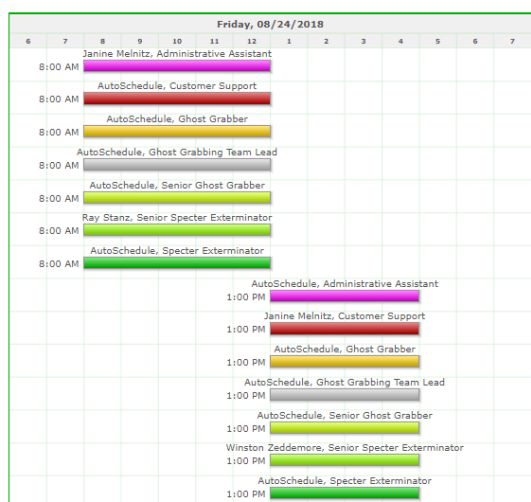 Friday, 08/24/2018
6 7 8 9 10 11 12 1 2 3 4 5 6 7
Janine Melnitz, Administrative Assistant
8:00 AM
AutoSchedule, Customer Support
8:00 AM
AutoSchedule, Ghost Grabber
8:00 AM
AutoSchedule, Ghost Grabbing Team Lead
8:00 AM
AutoSchedule, Senior Ghost Grabber
8:00 AM
Ray Stanz, Senior Specter Exterminator
8:00 AM
AutoSchedule, Specter Exterminator
8:00 AM
AutoSchedule, Administrative Assistant
1:00 PM
Janine Melnitz, Customer Support
1:00 PM
AutoSchedule, Ghost Grabber
1:00 PM
AutoSchedule, Ghost Grabbing Team Lead
1:00 PM
AutoSchedule, Senior Ghost Grabber
1:00 PM
Winston Zeddemore, Senior Specter Exterminator
1:00 PM
AutoSchedule, Specter Exterminator
1:00 PM